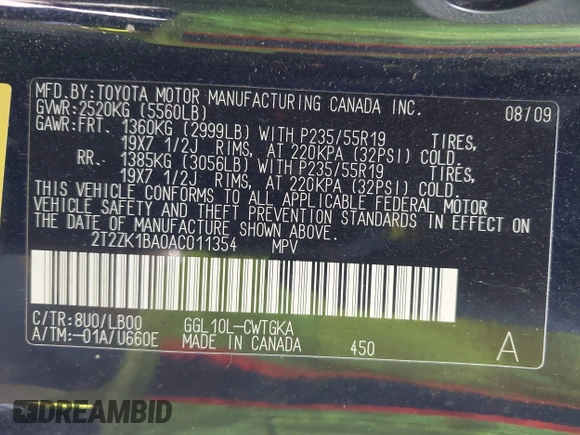 MFD.BY:TOYOTA MOTOR MANUFACTURING CANADA INC.
GVWR:2520KG (5560LB) 08/09
GAWR:FRT. 1360KG (2999LB) WITH P235/55R19 TIRES,
19X7 1/2J RIMS, AT 220KPA (32PSI) COLD.
RR. 1385KG (3056LB) WITH P235/55R19 TIRES,
19X7 1/2J RIMS, AT 220KPA (32PSI) COLD.
THIS VEHICLE CONFORMS TO ALL APPLICABLE FEDERAL MOTOR
VEHICLE SAFETY AND THEFT PREVENTION STANDARDS IN EFFECT ON
THE DATE OF MANUFACTURE SHOWN ABOVE.
2T2ZK1BA0AC011354 MPV
C/TR:8U0/LB00 GGL10L-CWTGKA
A/TM:-01A/U660E MADE IN CANADA 450 A
DREAMBID